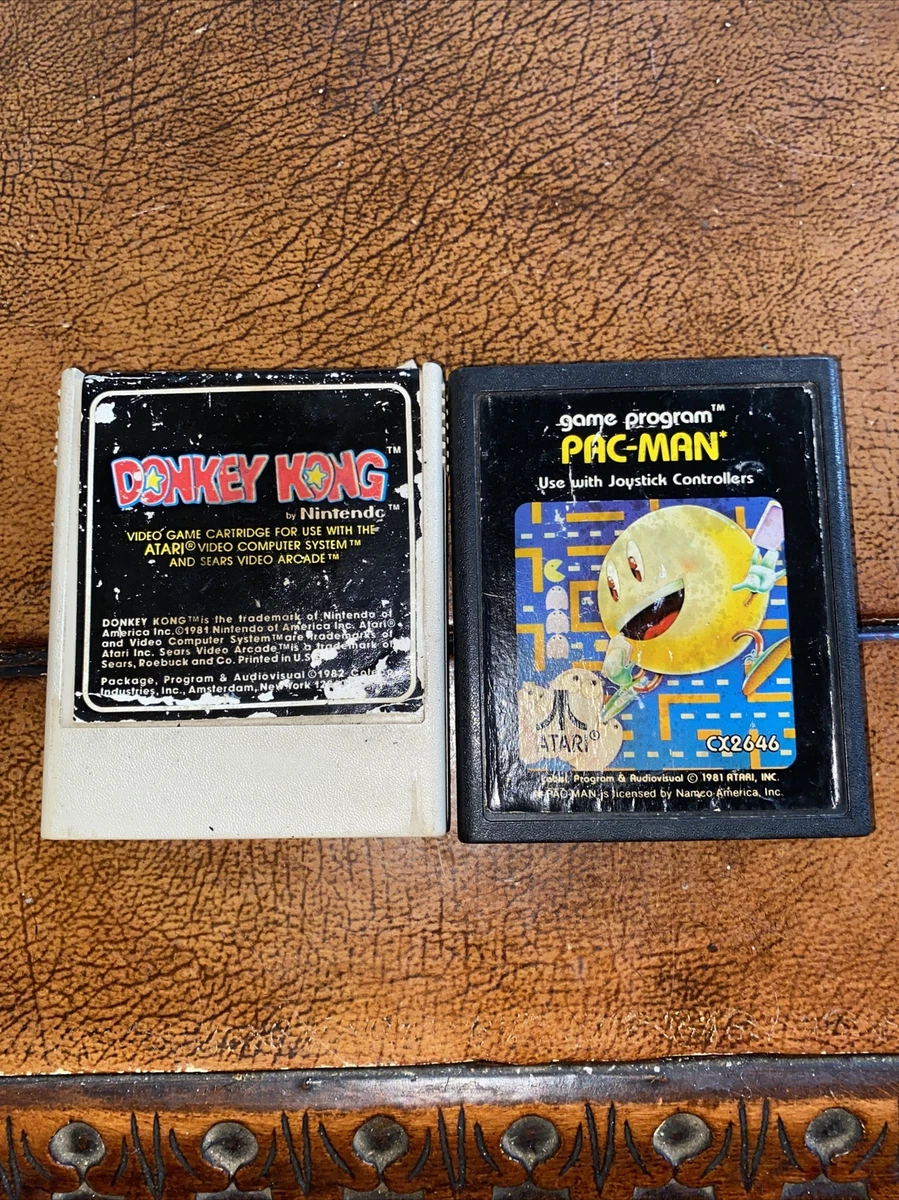 DONKEY KONG™
by Nintendo™
VIDEO GAME CARTRIDGE FOR USE WITH THE
ATARI® VIDEO COMPUTER SYSTEM™
AND SEARS VIDEO ARCADE™
DONKEY KONG™ is the trademark of Nintendo of
America Inc. ©1981 Nintendo of America Inc. Atari®
and Video Computer System™ are trademarks of
Atari Inc. Sears Video Arcade™ is a trademark of
Sears, Roebuck and Co. Printed in U.S.
Package, Program & Audiovisual ©1982 Coleco
Industries, Inc., Amsterdam, New York
game program™
PAC-MAN*
Use with Joystick Controllers
ATARI®
CX2646
Label, Program & Audiovisual © 1981 ATARI, INC.
PAC-MAN is licensed by Namco-America, Inc.